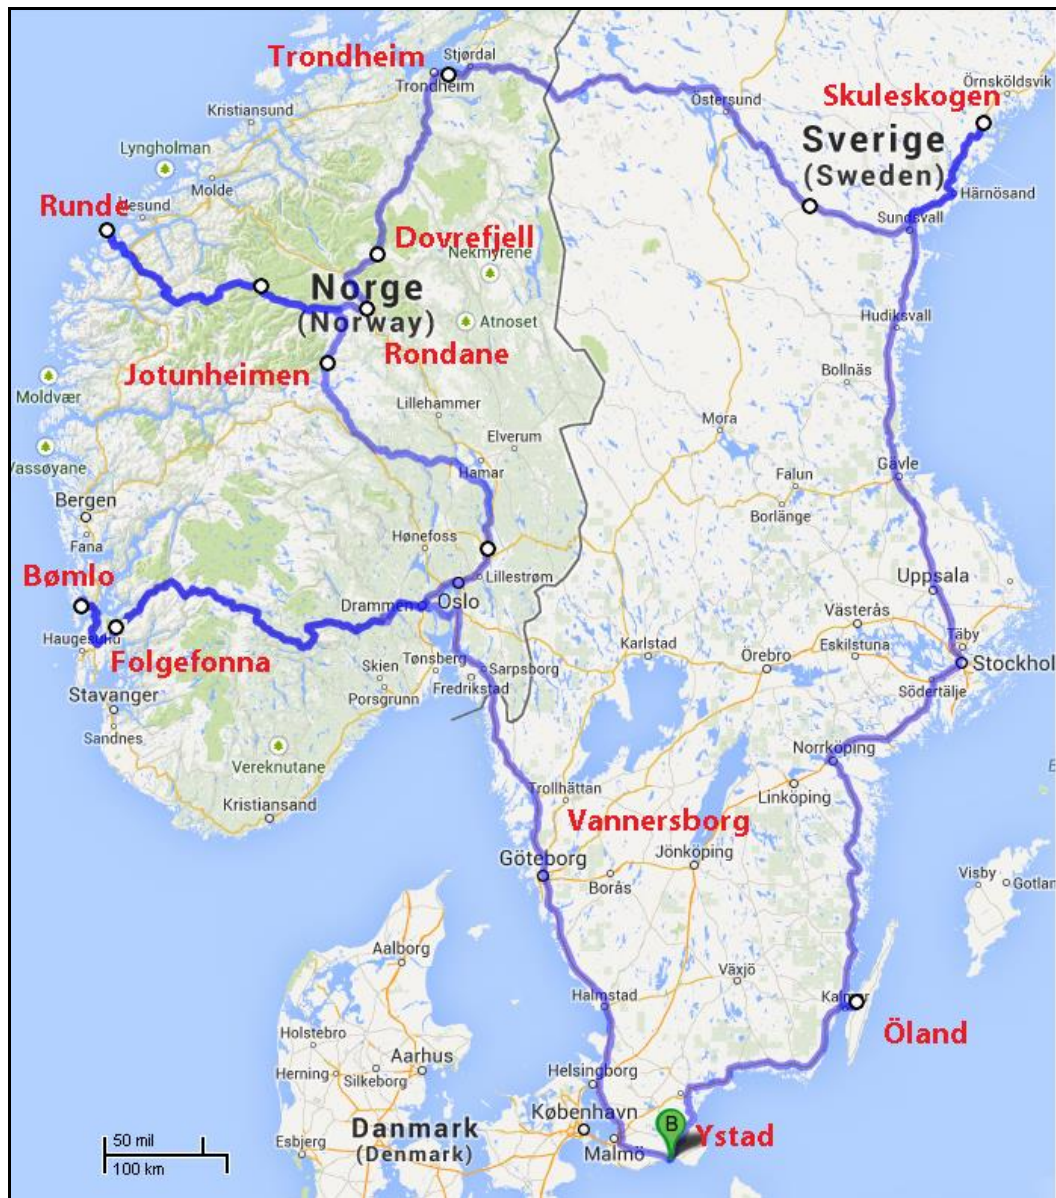 Trondheim
Stjørdal
Trondheim
Örnsköldsvik
Skuleskogen
Kristiansund
Östersund
Sverige
(Sweden)
Lyngholman
Molde
Härnösand
Runde
lesund
Sundsvall
Dovrefjell
Nekmyrene
Norge
(Norway)
Atnoset
Hudiksvall
Rondane
Jotunheimen
Bollnäs
Moldvær
Lillehammer
Mora
Elverum
Vassøyane
Hamar
Gävle
Falun
Bergen
Borlänge
Hønefoss
Fana
Bømlo
Lillestrøm
Uppsala
Drammen
Oslo
Västerås
Haugesund
Täby
Karlstad
Örebro
Eskilstuna
Folgefonna
Tønsberg
Stockhol
Skien
Sarpsborg
Fredrikstad
Södertälje
Stavanger
Porsgrunn
Sandnes
Norrköping
Vereknutane
Trollhättan
Linköping
Kristiansand
Vannersborg
Göteborg
Jönköping
Borås
Visby
Gotlan
Aalborg
Växjö
Halmstad
Kalmar
Öland
Holstebro
Aarhus
Herning
Silkeborg
Helsingborg
København
Danmark
(Denmark)
B
Ystad
Malmö
Esbjerg
50 mil
100 km